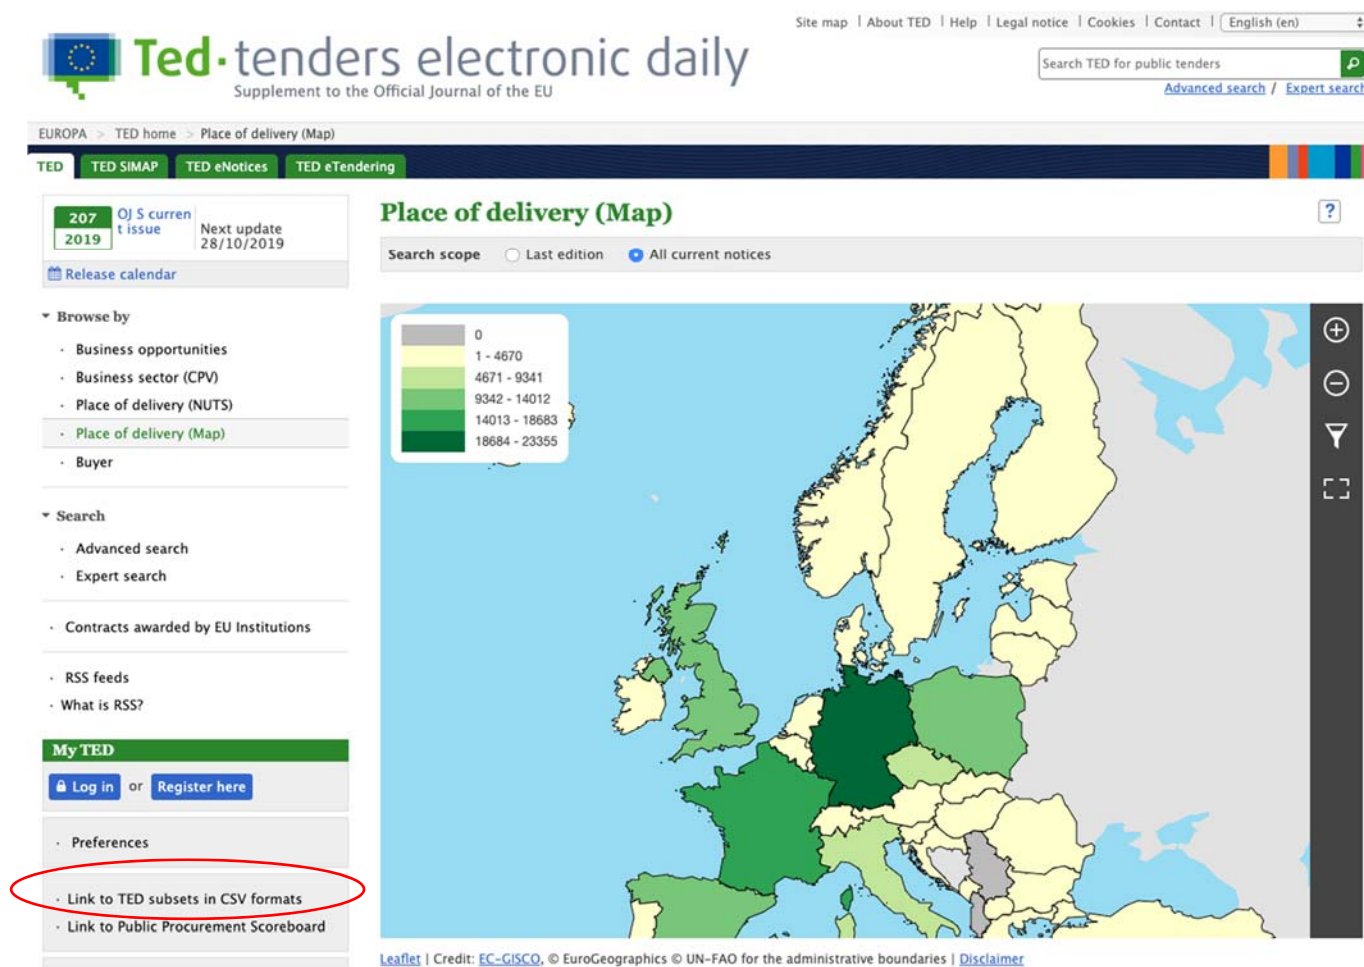 Site map | About TED | Help | Legal notice | Cookies | Contact | English (en)
Ted·tenders electronic daily
Supplement to the Official Journal of the EU
Search TED for public tenders
Advanced search / Expert search
EUROPA > TED home > Place of delivery (Map)
TED TED SIMAP TED eNotices TED eTendering
207
2019
OJ S curren
t issue
Next update
28/10/2019
Release calendar
Browse by
· Business opportunities
· Business sector (CPV)
· Place of delivery (NUTS)
· Place of delivery (Map)
· Buyer
Search
· Advanced search
· Expert search
· Contracts awarded by EU Institutions
· RSS feeds
· What is RSS?
My TED
Log in or Register here
· Preferences
· Link to TED subsets in CSV formats
· Link to Public Procurement Scoreboard
Place of delivery (Map)
?
Search scope Last edition All current notices
0
1 - 4670
4671 - 9341
9342 - 14012
14013 - 18683
18684 - 23355
Leaflet | Credit: EC-GISCO, © EuroGeographics © UN-FAO for the administrative boundaries | Disclaimer